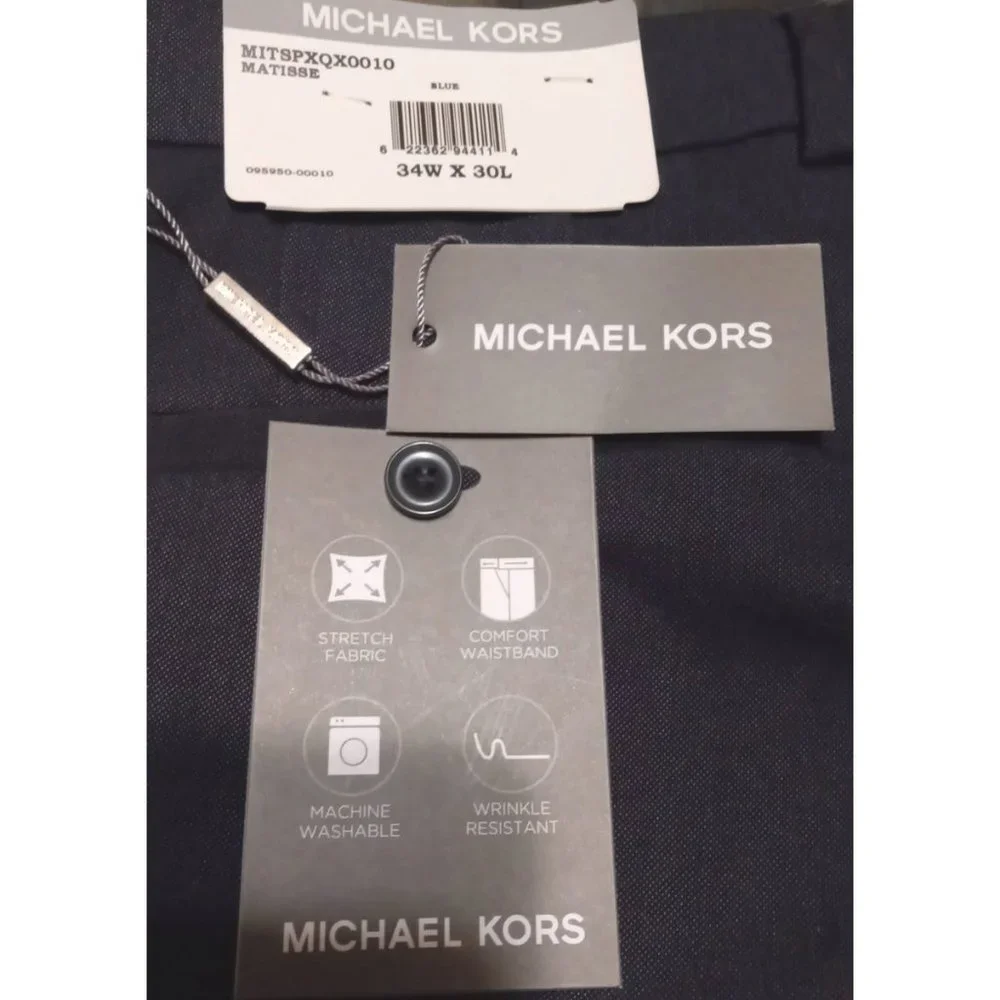 MICHAEL KORS
MITSPXQX0010
MATISSE
BLUE
6 22362 94411 4
095950-00010
34W X 30L
MICHAEL KORS
STRETCH
FABRIC
COMFORT
WAISTBAND
MACHINE
WASHABLE
WRINKLE
RESISTANT
MICHAEL KORS